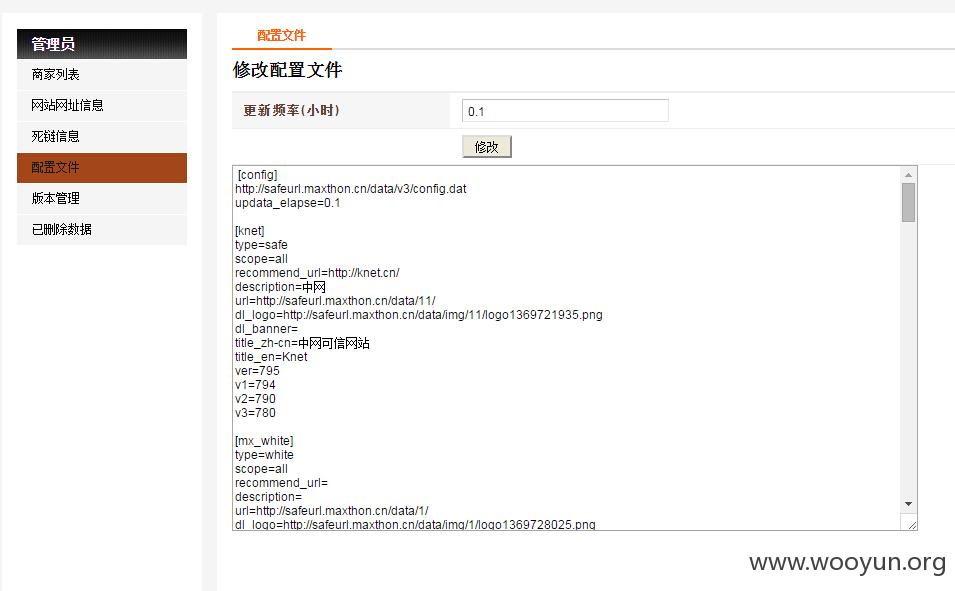 管理员
商家列表
网站网址信息
死链信息
配置文件
版本管理
已删除数据
配置文件
修改配置文件
更新频率(小时)
0.1
修改
[config]
http://safeurl.maxthon.cn/data/v3/config.dat
updata_elapse=0.1
[knet]
type=safe
scope=all
recommend_url=http://knet.cn/
description=中网
url=http://safeurl.maxthon.cn/data/11/
dl_logo=http://safeurl.maxthon.cn/data/img/11/logo1369721935.png
dl_banner=
title_zh-cn=中网可信网站
title_en=Knet
ver=795
v1=794
v2=790
v3=780
[mx_white]
type=white
scope=all
recommend_url=
description=
url=http://safeurl.maxthon.cn/data/1/
dl_logo=http://safeurl.maxthon.cn/data/img/1/logo1369728025.png
www.wooyun.org